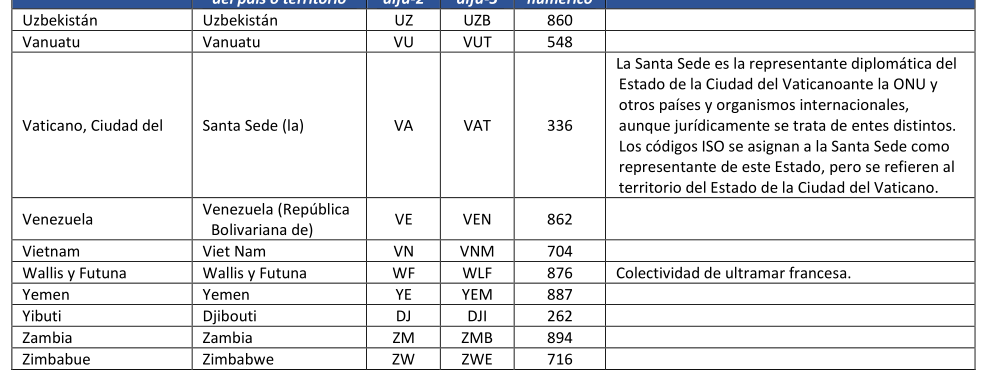 del país o territorio alfa-2 alfa-3 numérico
Uzbekistán Uzbekistán UZ UZB 860
Vanuatu Vanuatu VU VUT 548
Vaticano, Ciudad del Santa Sede (la) VA VAT 336
La Santa Sede es la representante diplomática del
Estado de la Ciudad del Vaticanoante la ONU y
otros países y organismos internacionales,
aunque jurídicamente se trata de entes distintos.
Los códigos ISO se asignan a la Santa Sede como
representante de este Estado, pero se refieren al
territorio del Estado de la Ciudad del Vaticano.
Venezuela Venezuela (República
Bolivariana de) VE VEN 862
Vietnam Viet Nam VN VNM 704
Wallis y Futuna Wallis y Futuna WF WLF 876 Colectividad de ultramar francesa.
Yemen Yemen YE YEM 887
Yibuti Djibouti DJ DJI 262
Zambia Zambia ZM ZMB 894
Zimbabue Zimbabwe ZW ZWE 716